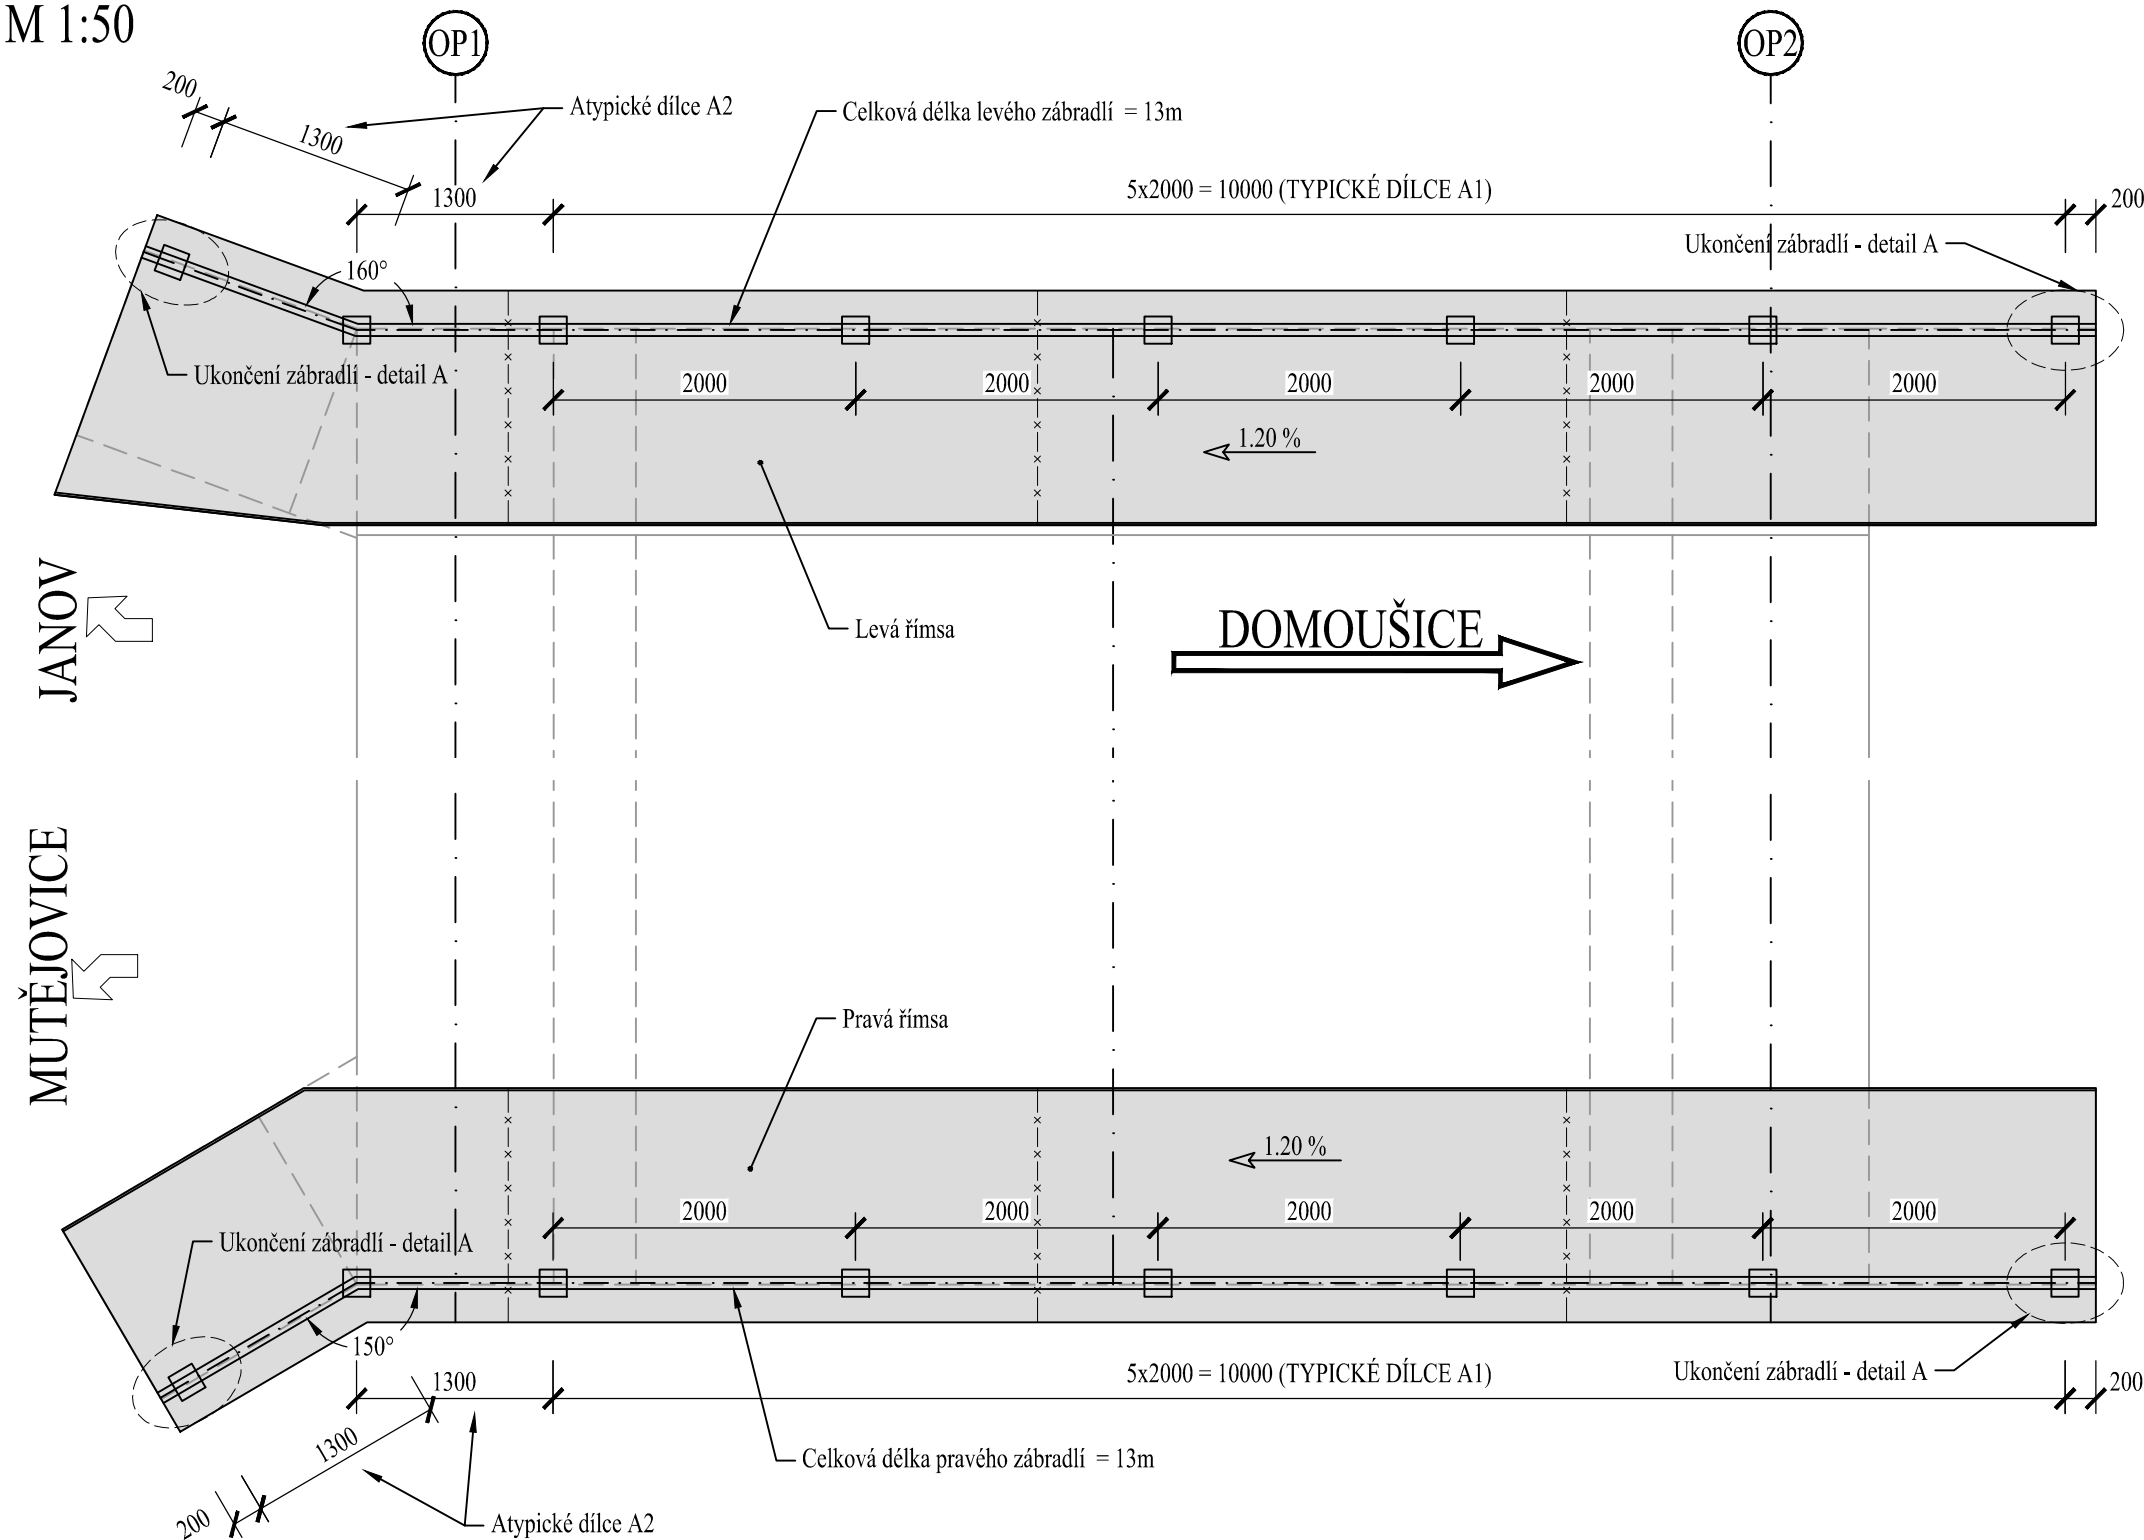 M 1:50
OP1
OP2
200
1300
Atypické dílce A2
Celková délka levého zábradlí = 13m
1300
5x2000 = 10000 (TYPICKÉ DÍLCE A1)
200
Ukončení zábradlí - detail A
160°
Ukončení zábradlí - detail A
2000
2000
2000
2000
2000
1.20 %
Levá římsa
DOMOUŠICE
JANOV
MUTĚJOVICE
Pravá římsa
1.20 %
2000
2000
2000
2000
2000
Ukončení zábradlí - detail A
150°
1300
5x2000 = 10000 (TYPICKÉ DÍLCE A1)
Ukončení zábradlí - detail A
200
1300
Celková délka pravého zábradlí = 13m
200
Atypické dílce A2